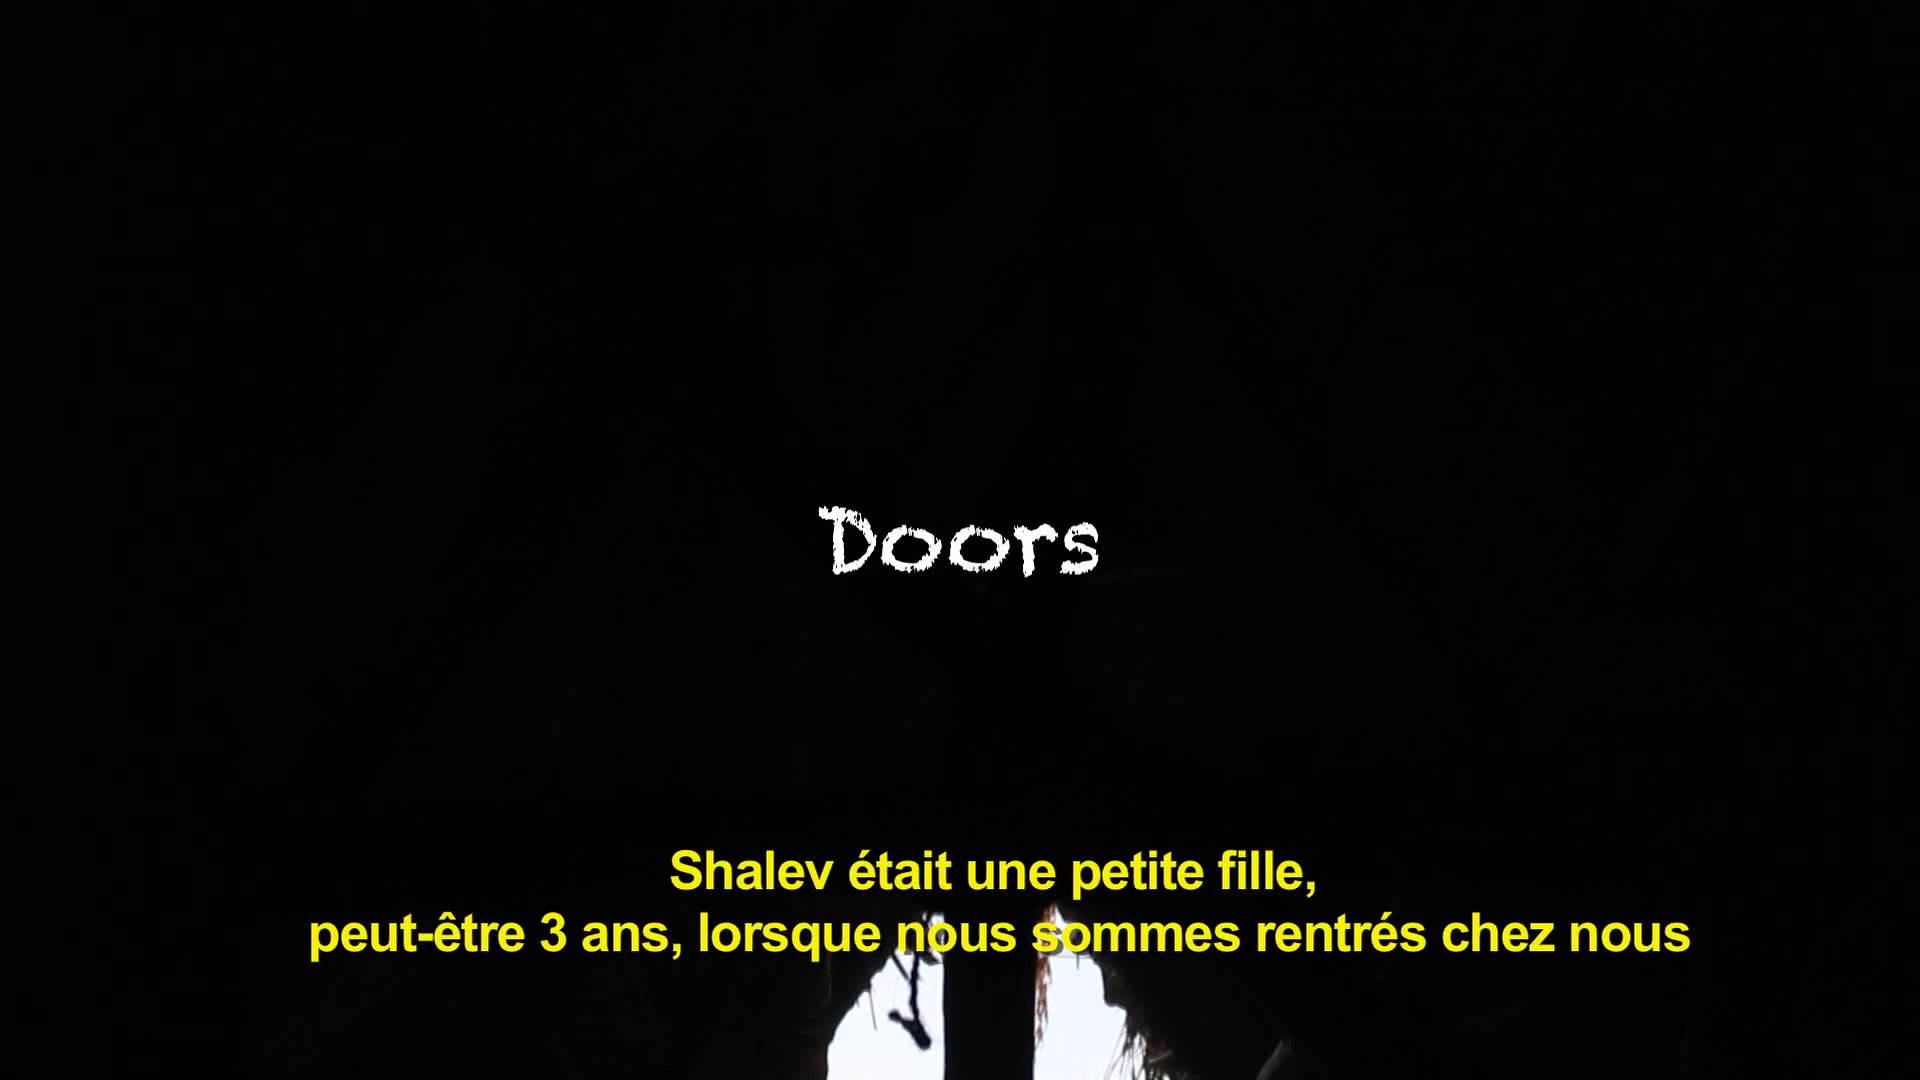 Doors
Shalev était une petite fille,
peut-être 3 ans, lorsque nous sommes rentrés chez nous